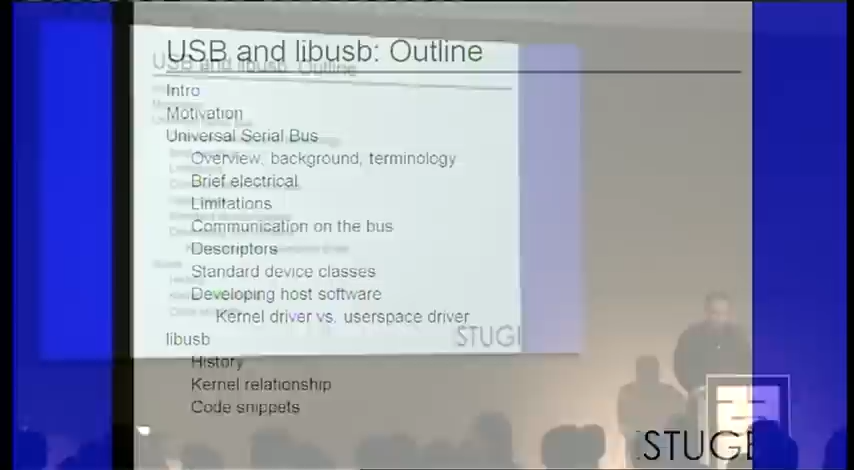 USB and libusb: Outline
Intro
Motivation
Universal Serial Bus
Overview, background, terminology
Brief electrical
Limitations
Communication on the bus
Descriptors
Standard device classes
Developing host software
Kernel driver vs. userspace driver
libusb
History
Kernel relationship
Code snippets
STUGE